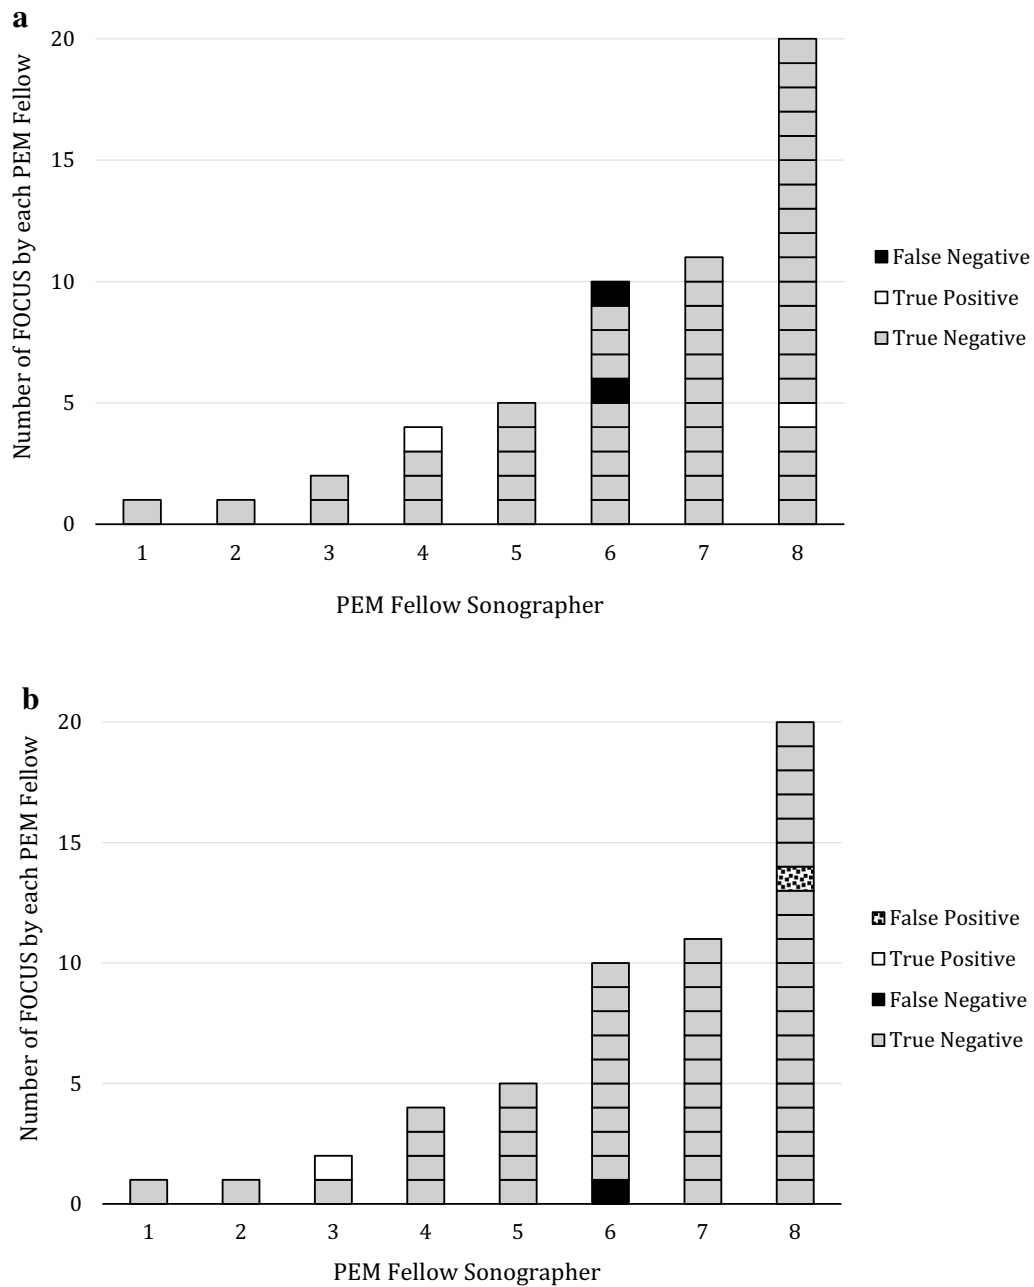 a
Number of FOCUS by each PEM Fellow
20
15
10
5
0
1 2 3 4 5 6 7 8
PEM Fellow Sonographer
False Negative
True Positive
True Negative
b
Number of FOCUS by each PEM Fellow
20
15
10
5
0
1 2 3 4 5 6 7 8
PEM Fellow Sonographer
False Positive
True Positive
False Negative
True Negative